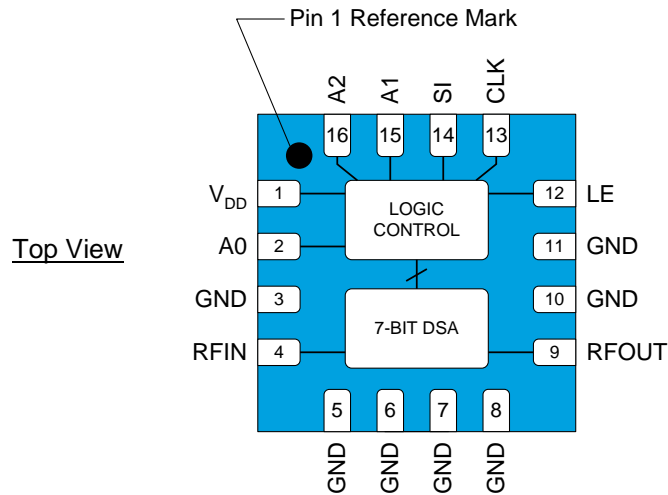 Pin 1 Reference Mark
A2 A1 SI CLK
16 15 14 13
V_DD 1 12 LE
LOGIC
CONTROL
Top View
A0 2 11 GND
GND 3 10 GND
7-BIT DSA
RFIN 4 9 RFOUT
5 6 7 8
GND GND GND GND